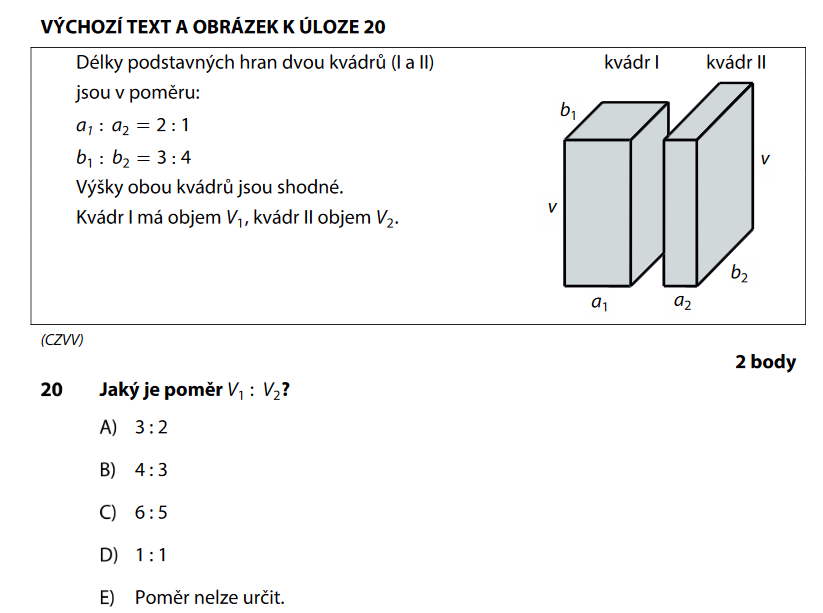 VÝCHOZÍ TEXT A OBRÁZEK K ÚLOZE 20
Délky podstavných hran dvou kvádrů (I a II)
jsou v poměru:
a₁ : a₂ = 2 : 1
b₁ : b₂ = 3 : 4
Výšky obou kvádrů jsou shodné.
Kvádr I má objem V₁, kvádr II objem V₂.
kvádr I kvádr II
b₁
v
v
b₂
a₁ a₂
(CZVV)
2 body
20 Jaký je poměr V₁ : V₂?
A) 3 : 2
B) 4 : 3
C) 6 : 5
D) 1 : 1
E) Poměr nelze určit.